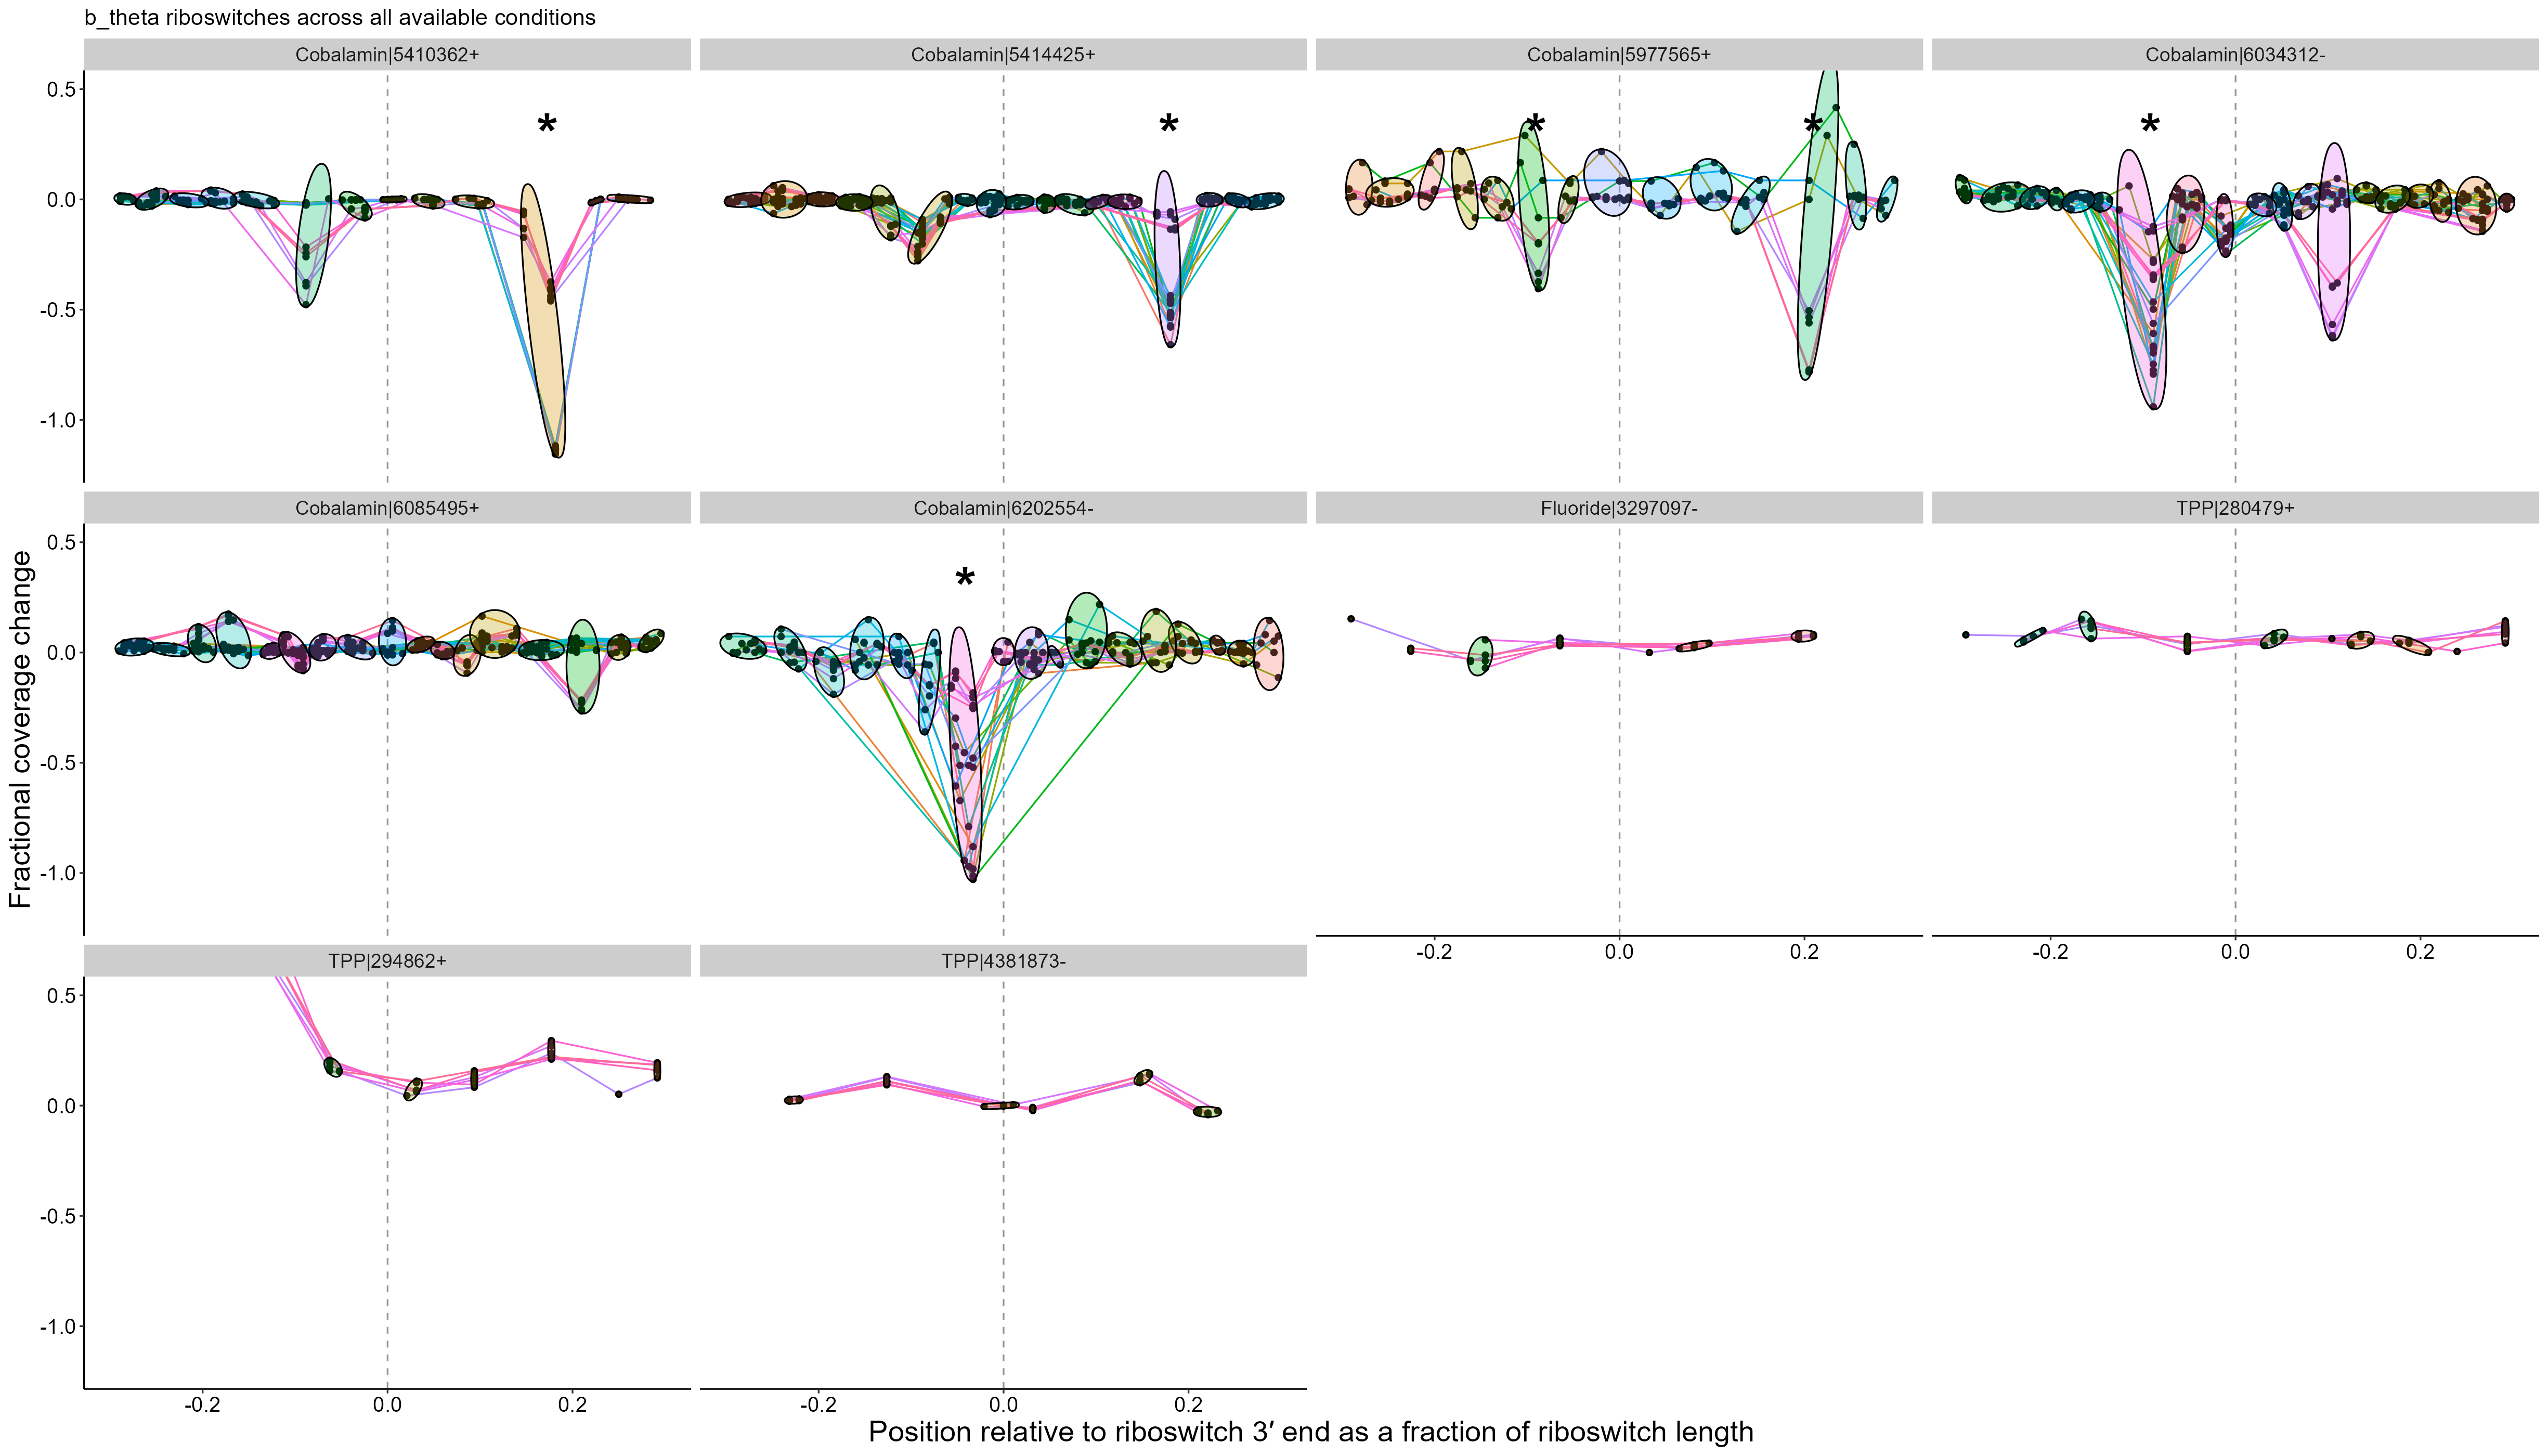 b_theta riboswitches across all available conditions
Cobalamin|5410362+
Cobalamin|5414425+
Cobalamin|5977565+
Cobalamin|6034312-
0.5
0.0
-0.5
-1.0
*
*
*
*
*
Cobalamin|6085495+
Cobalamin|6202554-
Fluoride|3297097-
TPP|280479+
0.5
0.0
-0.5
-1.0
*
-0.2
0.0
0.2
-0.2
0.0
0.2
TPP|294862+
TPP|4381873-
0.5
0.0
-0.5
-1.0
-0.2
0.0
0.2
-0.2
0.0
0.2
Fractional coverage change
Position relative to riboswitch 3′ end as a fraction of riboswitch length